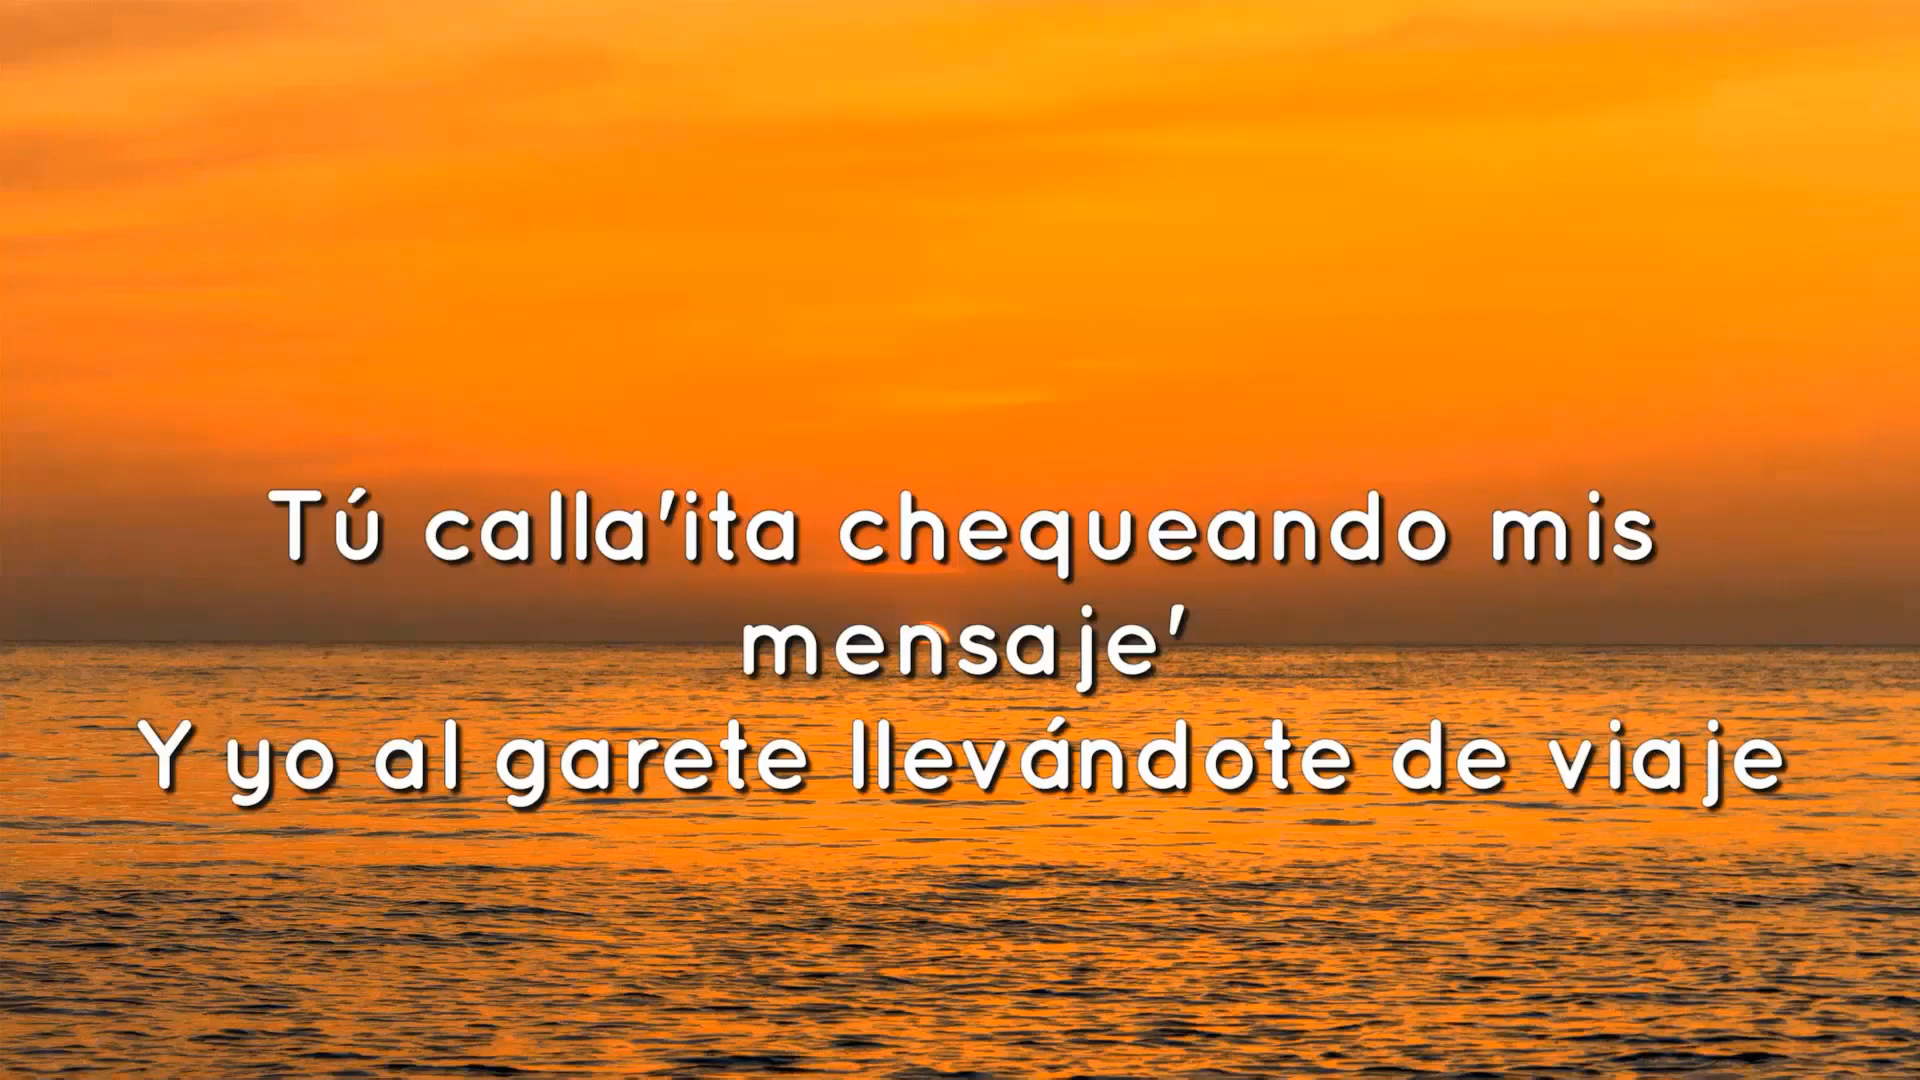 Tú calla'ita chequeando mis
mensaje'
Y yo al garete llevándote de viaje